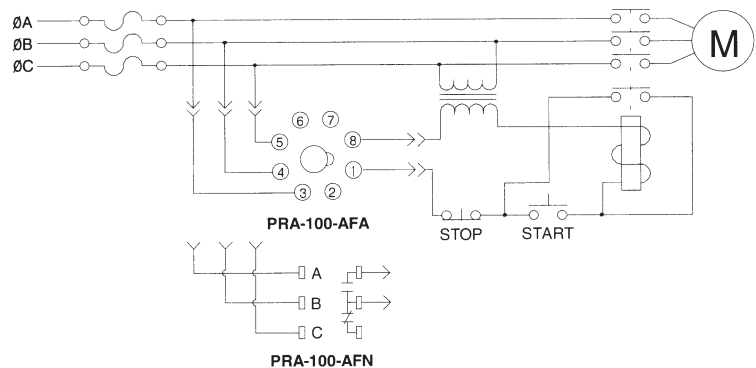 ØA
ØB
ØC
M
6 7
5 8
4 1
3 2
PRA-100-AFA
STOP START
A
B
C
PRA-100-AFN